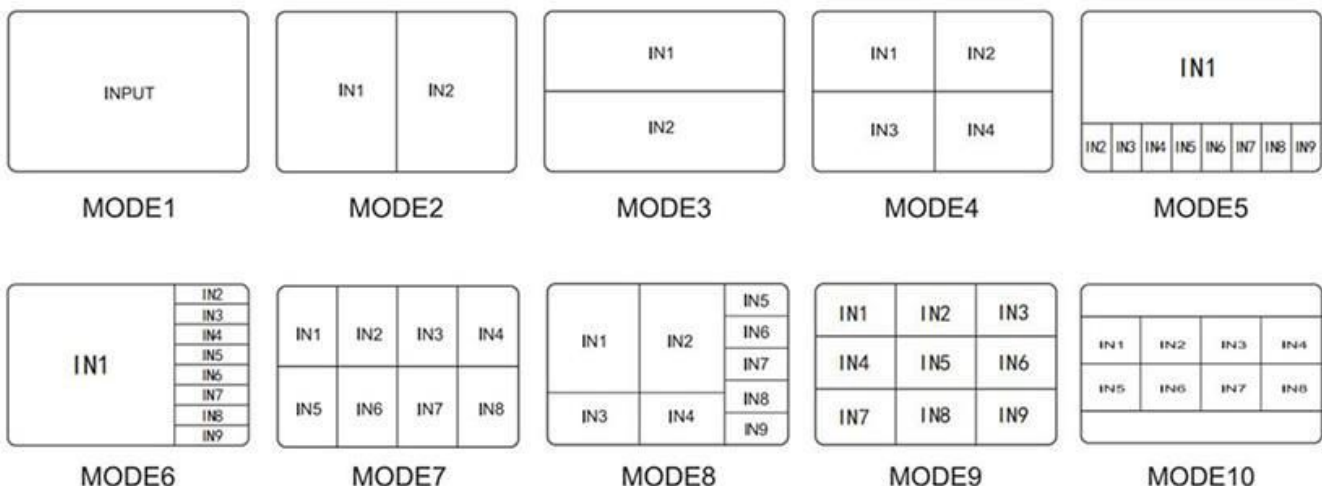 INPUT
IN1 IN2
IN1
IN2
IN1 IN2
IN3 IN4
IN1
IN2 IN3 IN4 IN5 IN6 IN7 IN8 IN9
MODE1 MODE2 MODE3 MODE4 MODE5
IN1
IN2
IN3
IN4
IN5
IN6
IN7
IN8
IN9
IN1 IN2 IN3 IN4
IN5 IN6 IN7 IN8
IN1 IN2
IN3 IN4
IN5
IN6
IN7
IN8
IN9
IN1 IN2 IN3
IN4 IN5 IN6
IN7 IN8 IN9
IN1 IN2 IN3 IN4
IN5 IN6 IN7 IN8
MODE6 MODE7 MODE8 MODE9 MODE10